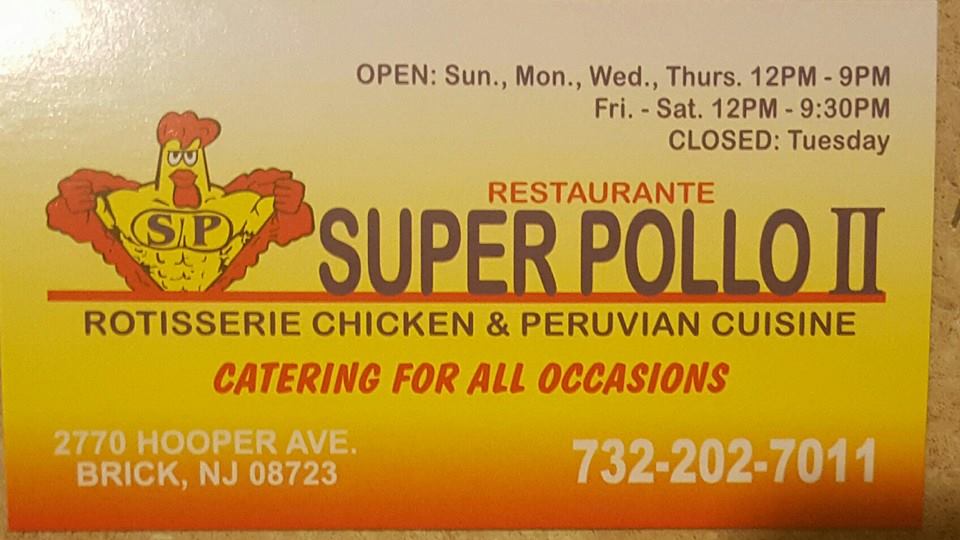 OPEN: Sun., Mon., Wed., Thurs. 12PM - 9PM
Fri. - Sat. 12PM - 9:30PM
CLOSED: Tuesday
SP
RESTAURANTE
SUPER POLLO II
ROTISSERIE CHICKEN & PERUVIAN CUISINE
CATERING FOR ALL OCCASIONS
2770 HOOPER AVE.
BRICK, NJ 08723
732-202-7011